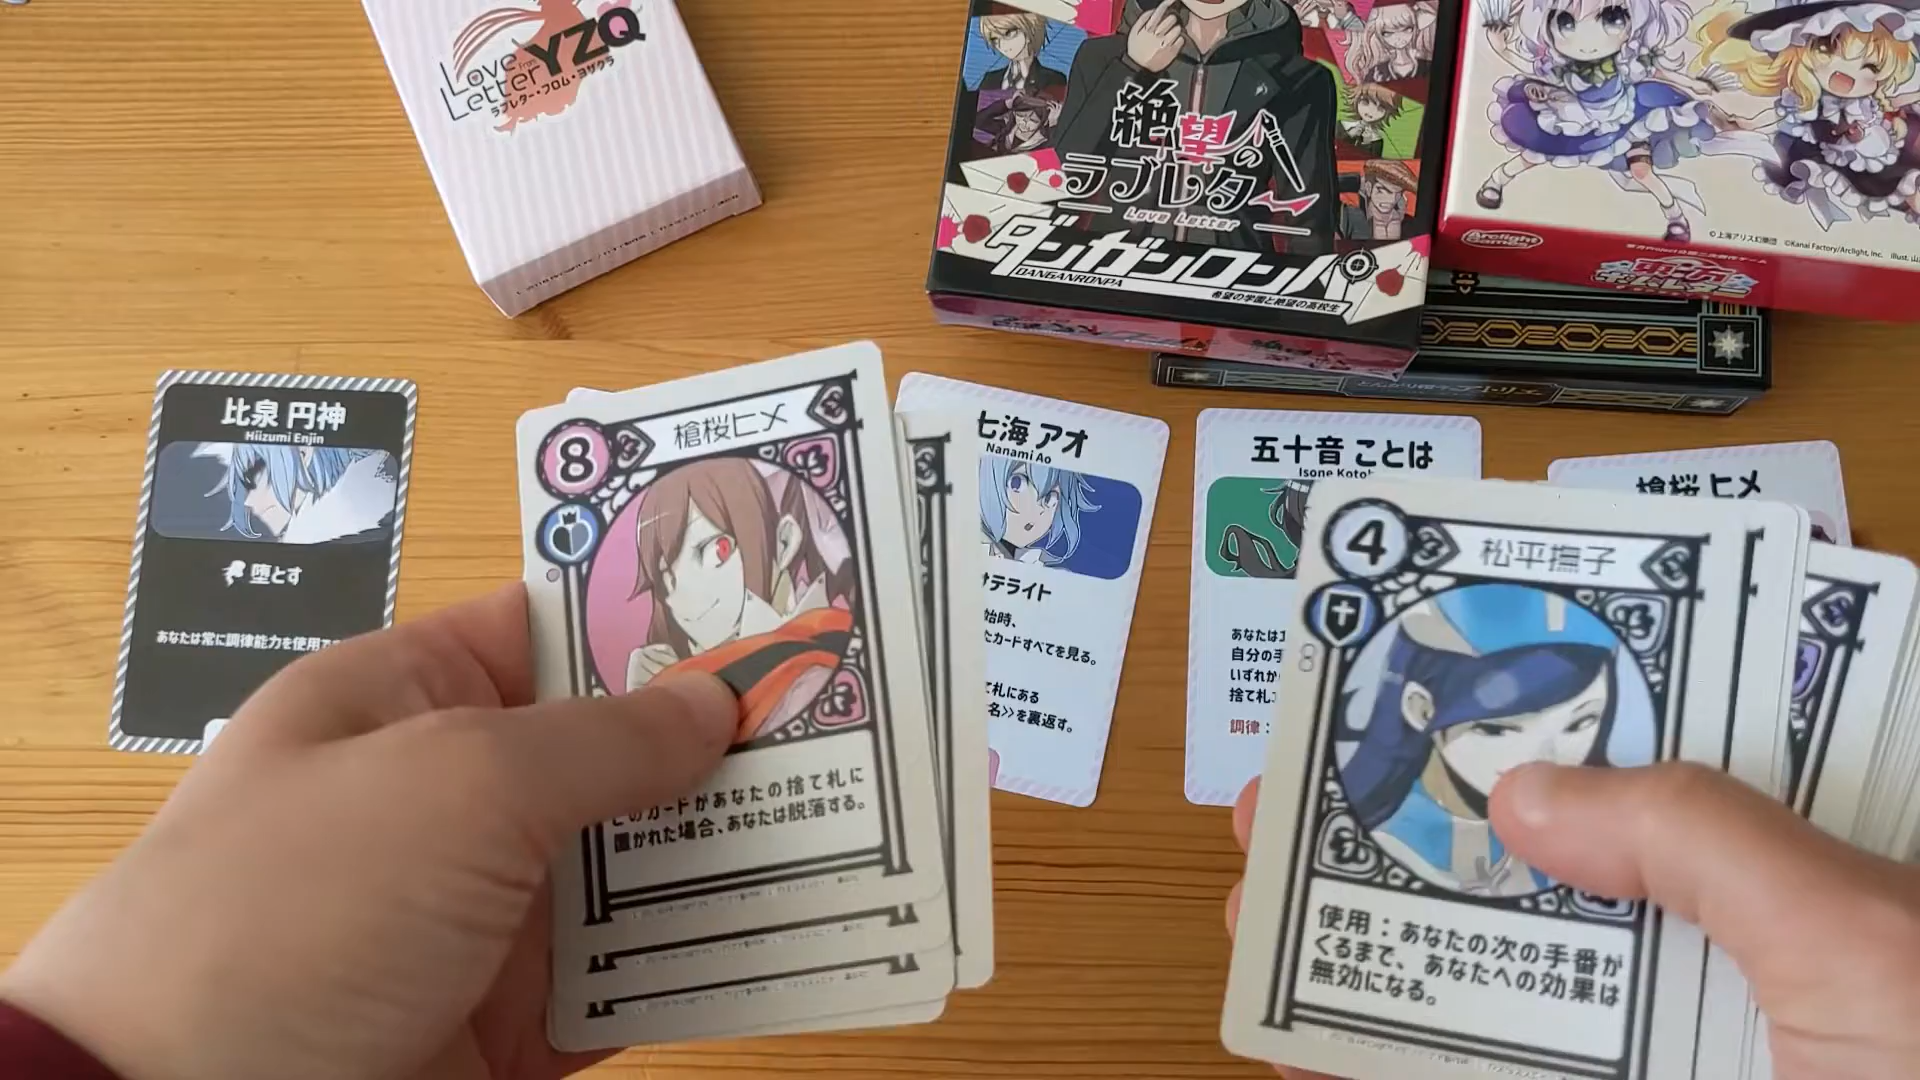 Love
Letter
From
YZQ
ラブレター・フロム・ヨザクラ
絶望の
ラブレター
Love Letter
ダンガンロンパ
DANGANRONPA
希望の学園と絶望の高校生
Arclight
Games
©上海アリス幻樂団 ©Kanai Factory/Arclight, Inc.
比泉 円神
Hiizumi Enjin
堕とす
あなたは常に調律能力を使用で
8
槍桜ヒメ
このカードがあなたの捨て札に
置かれた場合、あなたは脱落する。
七海 アオ
Nanami Ao
サテライト
始時、
たカードすべてを見る。
て札にある
名>>を裏返す。
五十音 ことは
Isone Koto
あなたは
自分の手
いずれか
捨て札
調律：
槍桜 ヒメ
4
松平撫子
8
使用：あなたの次の手番が
くるまで、あなたへの効果は
無効になる。